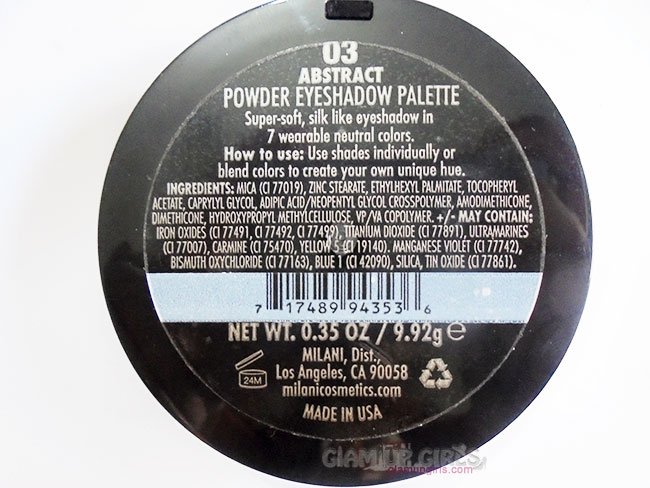 03
ABSTRACT
POWDER EYESHADOW PALETTE
Super-soft, silk like eyeshadow in
7 wearable neutral colors.
How to use: Use shades individually or
blend colors to create your own unique hue.
INGREDIENTS: MICA (CI 77019), ZINC STEARATE, ETHYLHEXYL PALMITATE, TOCOPHERYL
ACETATE, CAPRYLYL GLYCOL, ADIPIC ACID/NEOPENTYL GLYCOL CROSSPOLYMER, AMODIMETHICONE,
DIMETHICONE, HYDROXYPROPYL METHYLCELLULOSE, VP/VA COPOLYMER. +/- MAY CONTAIN:
IRON OXIDES (CI 77491, CI 77492, CI 77499), TITANIUM DIOXIDE (CI 77891), ULTRAMARINES
(CI 77007), CARMINE (CI 75470), YELLOW 5 (CI 19140). MANGANESE VIOLET (CI 77742),
BISMUTH OXYCHLORIDE (CI 77163), BLUE 1 (CI 42090), SILICA, TIN OXIDE (CI 77861).
7 17489 94353 6
NET WT. 0.35 OZ / 9.92g e
MILANI, Dist.,
Los Angeles, CA 90058
24M
milanicosmetics.com
MADE IN USA
GLAM UP GIRLS
glamupgirls.com